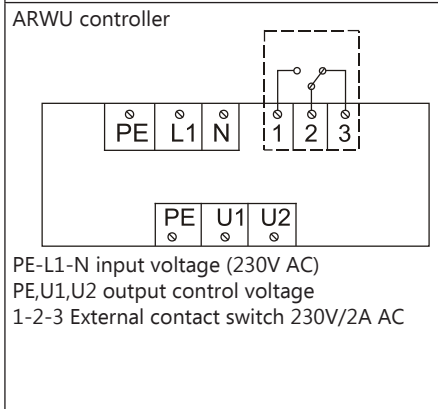 ARWU controller
PE L1 N 1 2 3
PE U1 U2
PE-L1-N input voltage (230V AC)
PE,U1,U2 output control voltage
1-2-3 External contact switch 230V/2A AC